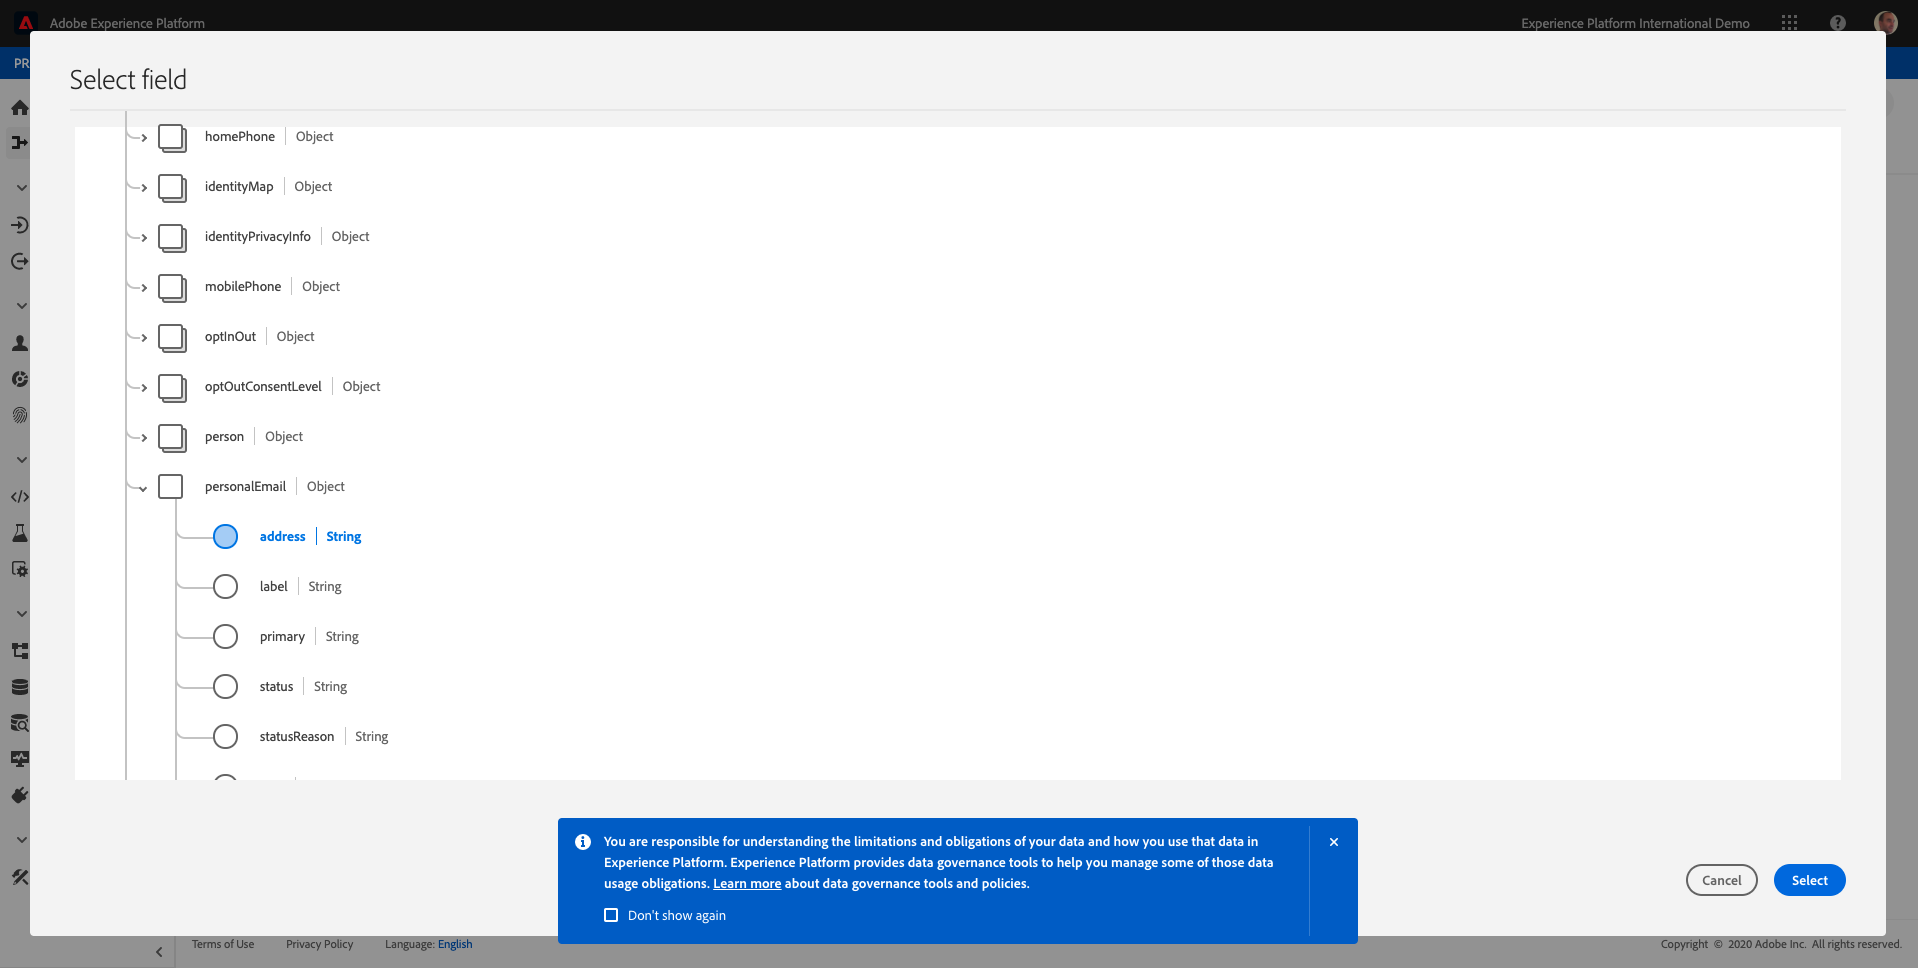 Adobe Experience Platform
Experience Platform International Demo
PR
Select field
homePhone Object
identityMap Object
identityPrivacyInfo Object
mobilePhone Object
optInOut Object
optOutConsentLevel Object
person Object
personalEmail Object
address String
label String
primary String
status String
statusReason String
You are responsible for understanding the limitations and obligations of your data and how you use that data in
Experience Platform. Experience Platform provides data governance tools to help you manage some of those data
usage obligations. Learn more about data governance tools and policies.
Don't show again
Cancel Select
Terms of Use Privacy Policy Language: English
Copyright © 2020 Adobe Inc. All rights reserved.